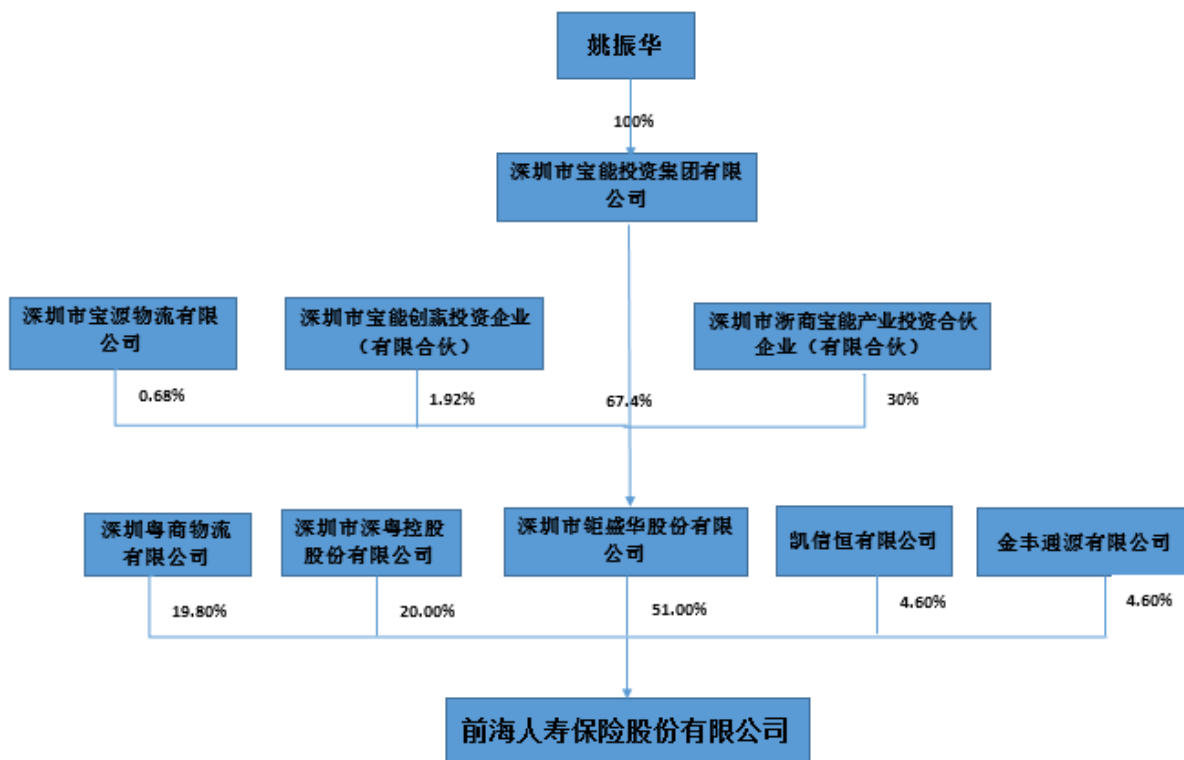 姚振华
100%
深圳市宝能投资集团有限
公司
深圳市宝源物流有限
公司
深圳市宝能创赢投资企业
（有限合伙）
深圳市浙商宝能产业投资合伙
企业（有限合伙）
0.68%
1.92%
67.4%
30%
深圳粤商物流
有限公司
深圳市深粤控股
股份有限公司
深圳市钜盛华股份有限
公司
凯信恒有限公司
金丰通源有限公司
19.80%
20.00%
51.00%
4.60%
4.60%
前海人寿保险股份有限公司